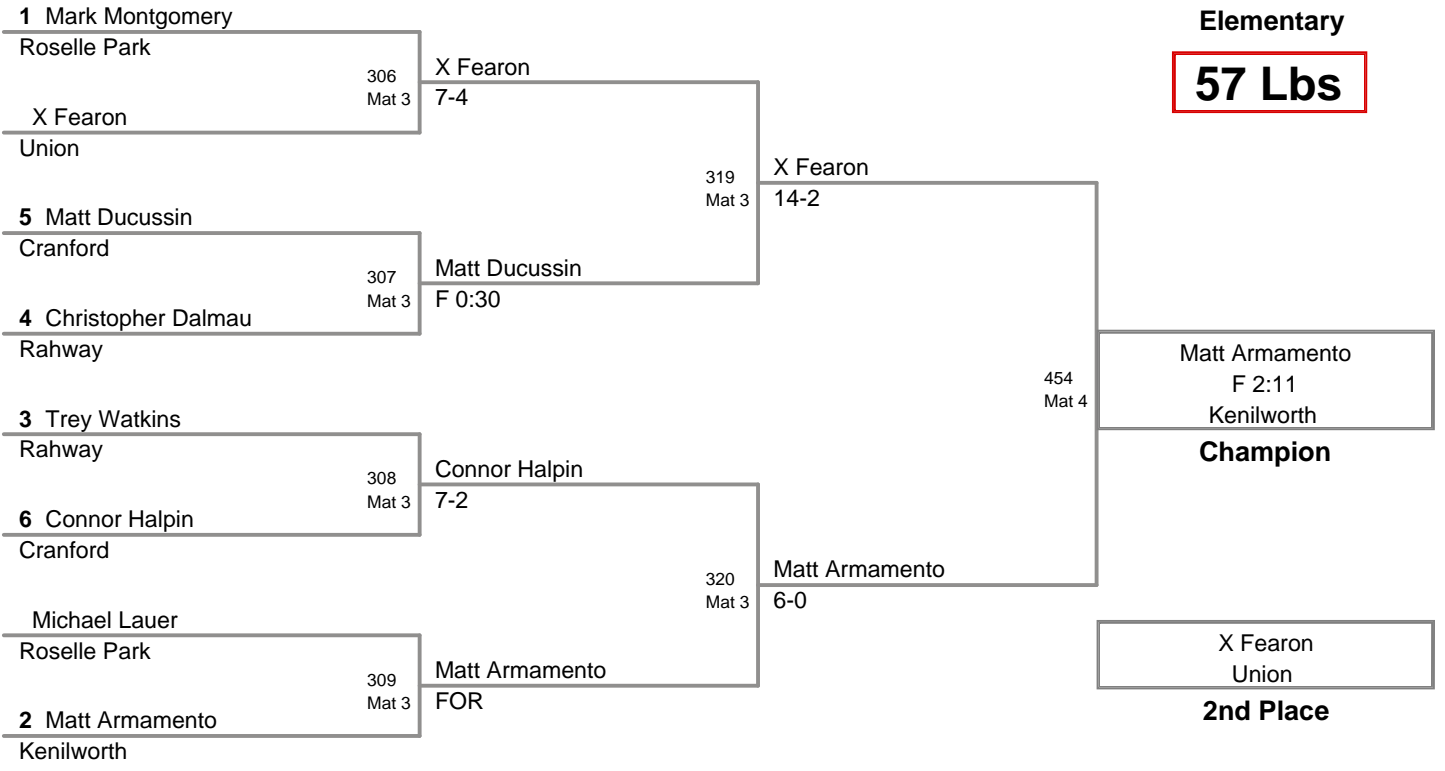 1 Mark Montgomery
Roselle Park
X Fearon
Union
5 Matt Ducussin
Cranford
4 Christopher Dalmau
Rahway
3 Trey Watkins
Rahway
6 Connor Halpin
Cranford
Michael Lauer
Roselle Park
2 Matt Armamento
Kenilworth
306
Mat 3
X Fearon
7-4
307
Mat 3
Matt Ducussin
F 0:30
308
Mat 3
Connor Halpin
7-2
309
Mat 3
Matt Armamento
FOR
319
Mat 3
X Fearon
14-2
320
Mat 3
Matt Armamento
6-0
454
Mat 4
Elementary
57 Lbs
Matt Armamento
F 2:11
Kenilworth
Champion
X Fearon
Union
2nd Place